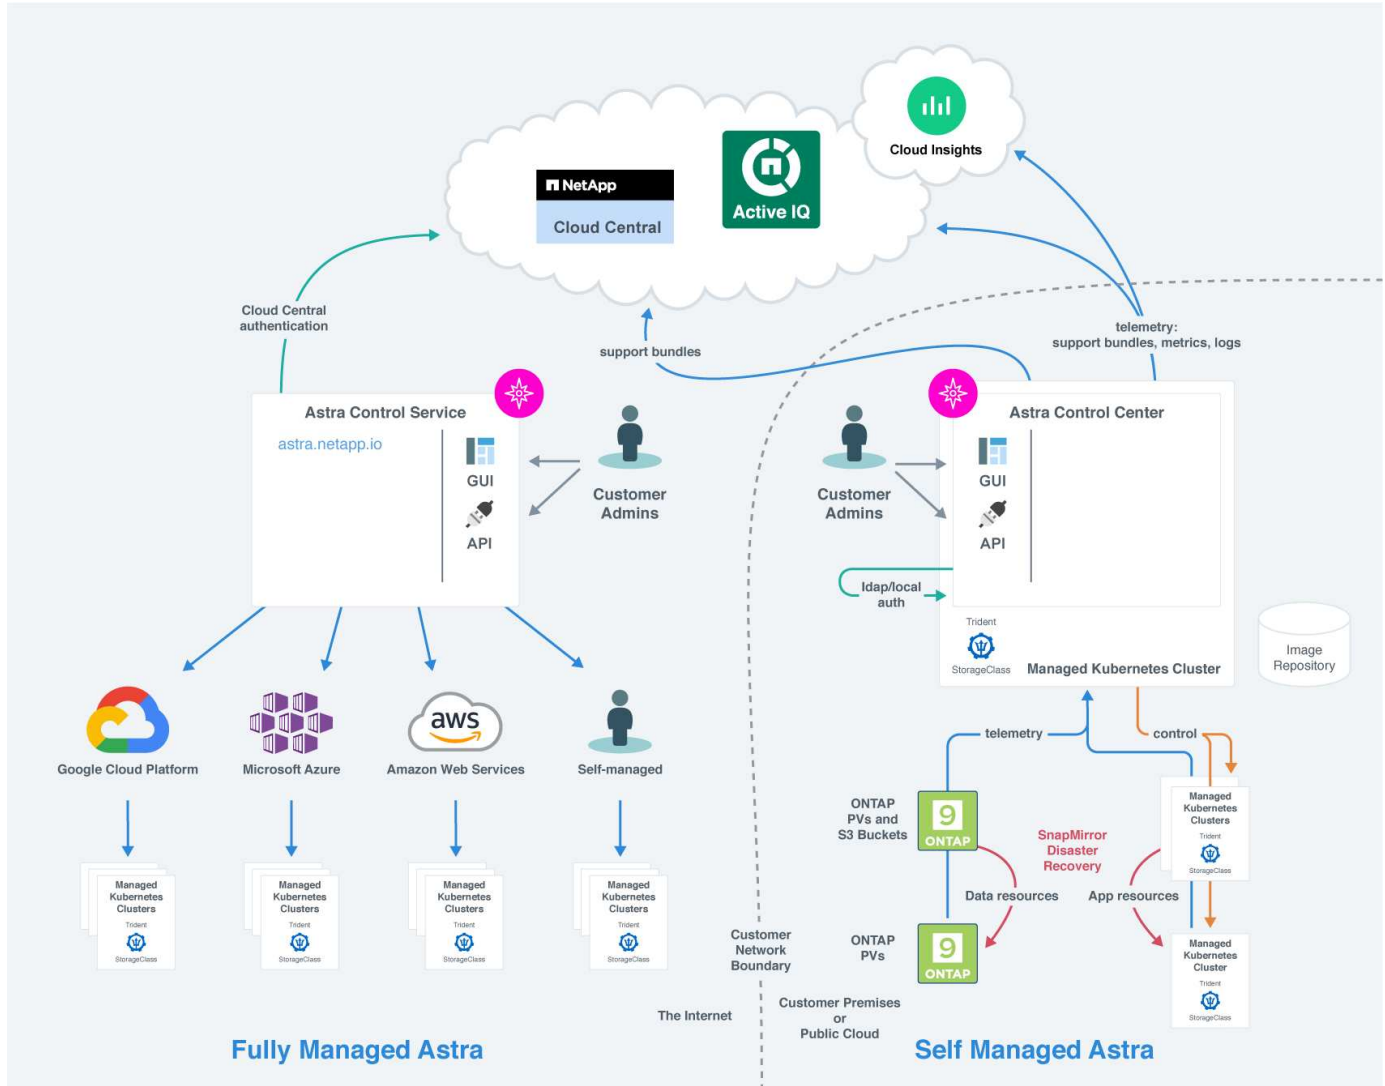 Cloud Insights
NetApp
Cloud Central
Active IQ
Cloud Central
authentication
support bundles
telemetry:
support bundles, metrics, logs
Astra Control Service
astra.netapp.io
GUI
API
Customer
Admins
Customer
Admins
Astra Control Center
GUI
API
ldap/local
auth
Trident
StorageClass
Managed Kubernetes Cluster
Image
Repository
aws
Google Cloud Platform
Microsoft Azure
Amazon Web Services
Self-managed
telemetry
control
Managed
Kubernetes
Clusters
Trident
StorageClass
Managed
Kubernetes
Clusters
Trident
StorageClass
Managed
Kubernetes
Clusters
Trident
StorageClass
Managed
Kubernetes
Clusters
Trident
StorageClass
ONTAP
PVs and
S3 Buckets
9
ONTAP
SnapMirror
Disaster
Recovery
Managed
Kubernetes
Clusters
Trident
StorageClass
Data resources
App resources
ONTAP
PVs
9
ONTAP
Managed
Kubernetes
Cluster
Trident
StorageClass
Customer
Network
Boundary
The Internet
Customer Premises
or
Public Cloud
Fully Managed Astra
Self Managed Astra